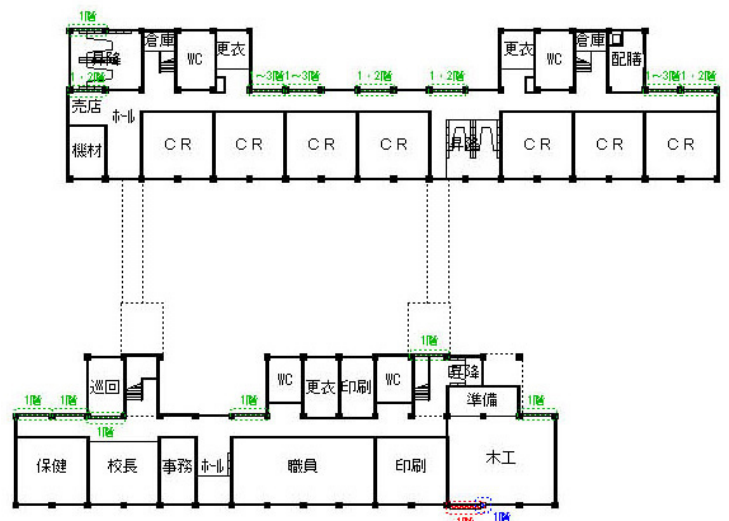 1階
倉庫
WC
更衣
昇降
1・2階
1～3階 1～3階
1・2階
1・2階
更衣
WC
倉庫
配膳
1～3階 1・2階
売店
ホール
機材
CR
CR
CR
CR
昇降
CR
CR
CR
1階
巡回
WC
更衣
印刷
WC
昇降
準備
1階
1階
1階
1階
1階
保健
校長
事務
ホール
職員
印刷
木工
1階
1階